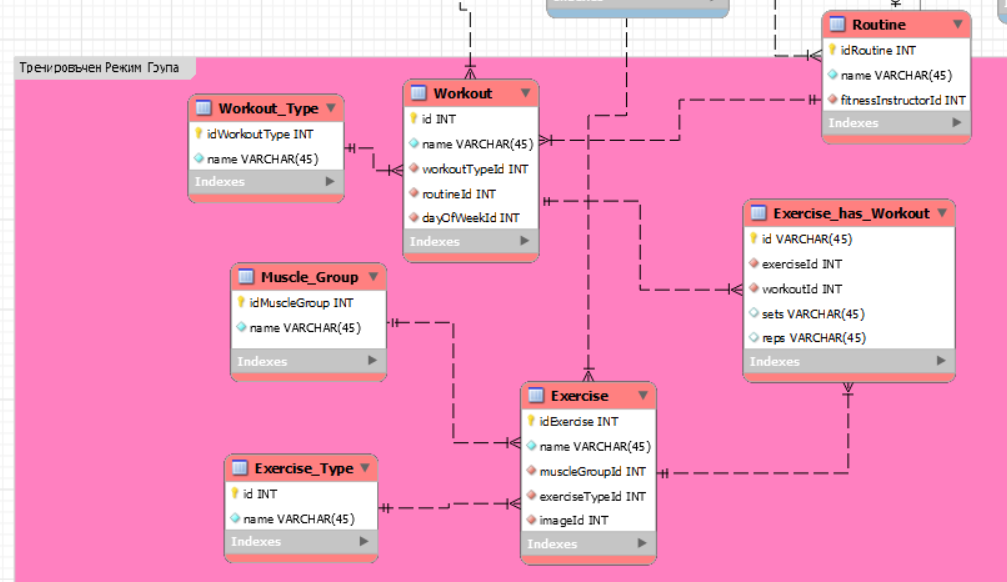 Indexes
Routine
idRoutine INT
name VARCHAR(45)
fitnessInstructorId INT
Indexes
Тренировъчен Режим Група
Workout_Type
idWorkoutType INT
name VARCHAR(45)
Indexes
Workout
id INT
name VARCHAR(45)
workoutTypeId INT
routineId INT
dayOfWeekId INT
Indexes
Exercise_has_Workout
id VARCHAR(45)
exerciseId INT
workoutId INT
sets VARCHAR(45)
reps VARCHAR(45)
Indexes
Muscle_Group
idMuscleGroup INT
name VARCHAR(45)
Indexes
Exercise
idExercise INT
name VARCHAR(45)
muscleGroupId INT
exerciseTypeId INT
imageId INT
Indexes
Exercise_Type
id INT
name VARCHAR(45)
Indexes